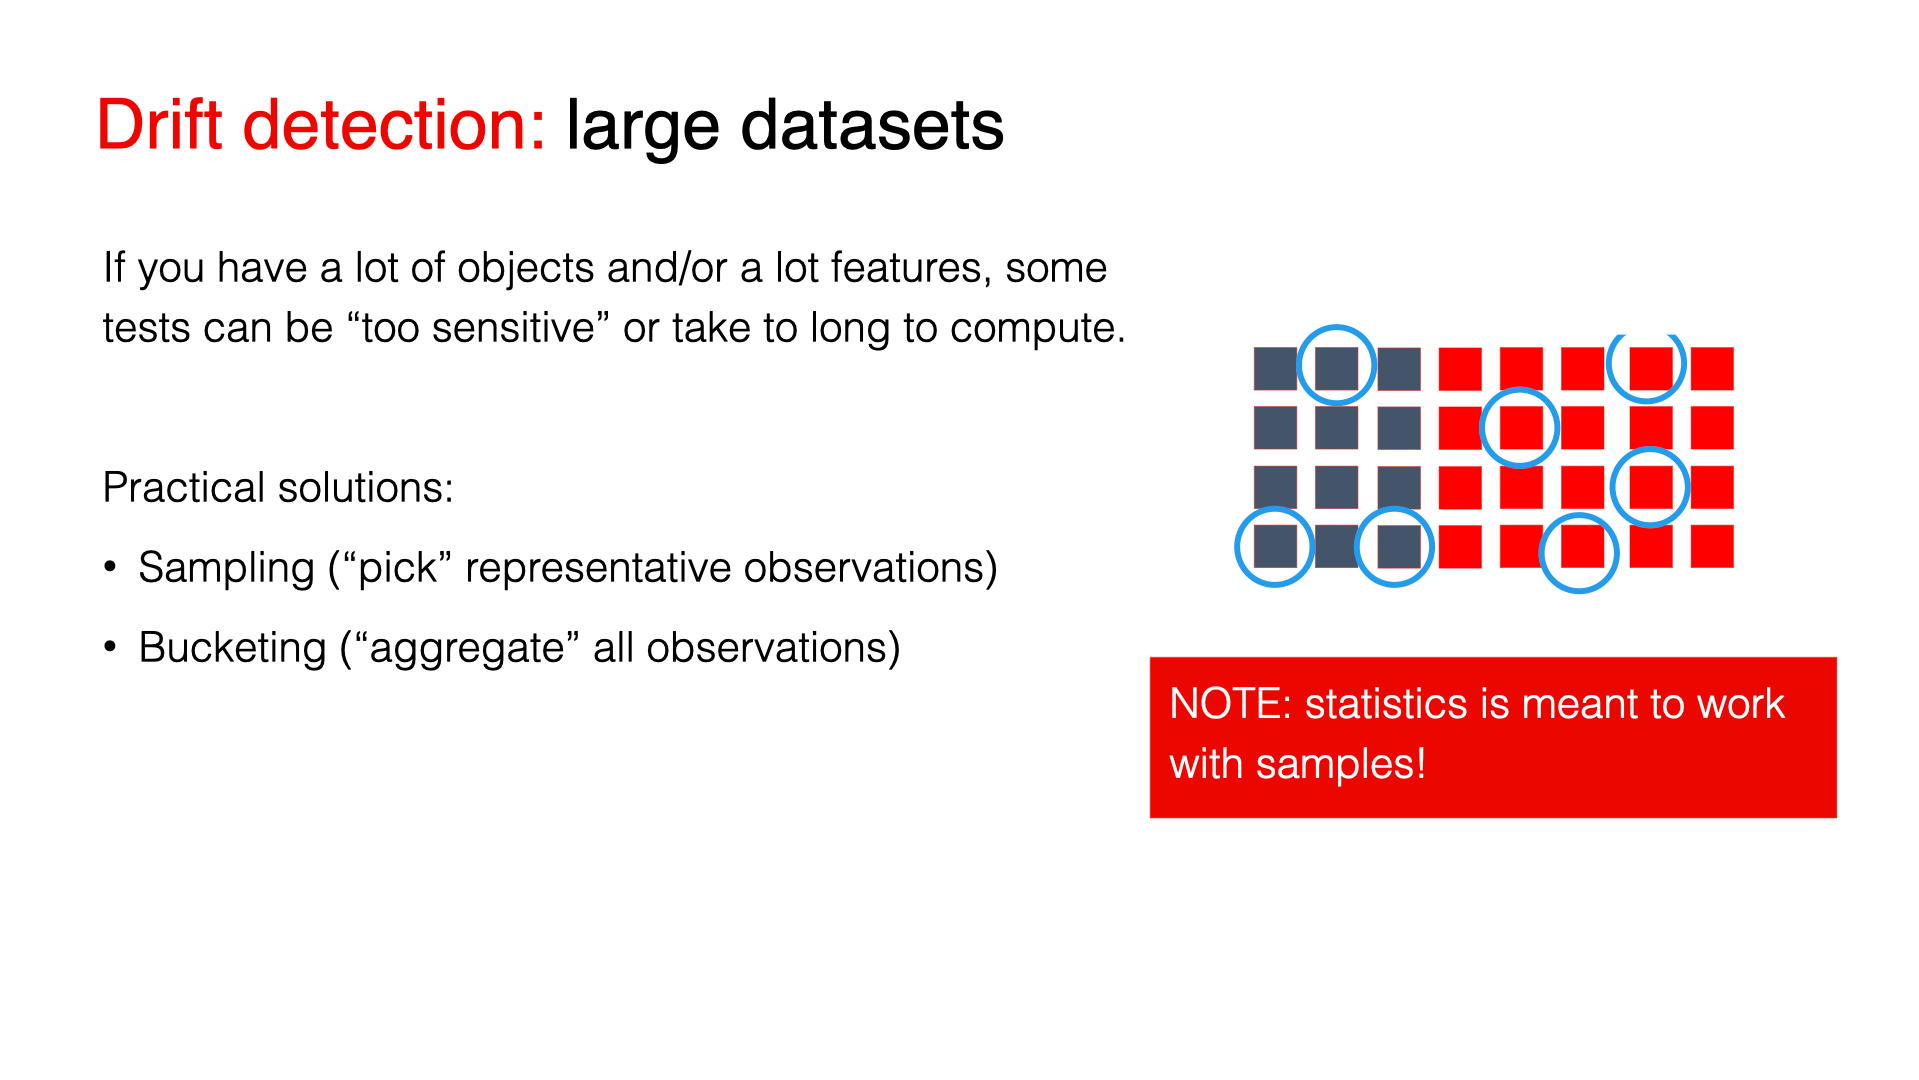 Drift detection: large datasets
If you have a lot of objects and/or a lot features, some
tests can be “too sensitive” or take to long to compute.
Practical solutions:
• Sampling (“pick” representative observations)
• Bucketing (“aggregate” all observations)
NOTE: statistics is meant to work
with samples!